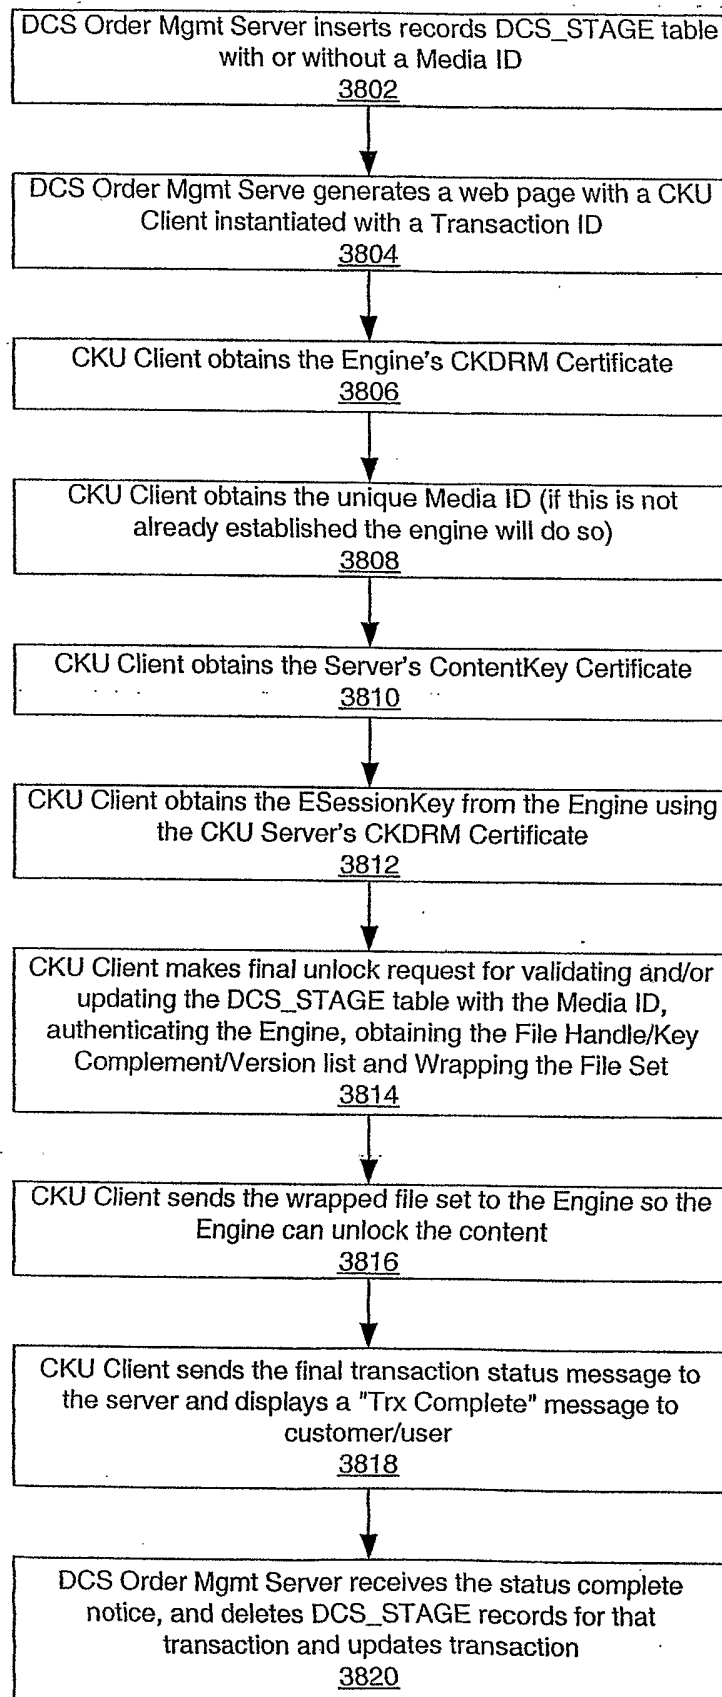 DCS Order Mgmt Server inserts records DCS_STAGE table
with or without a Media ID
3802
DCS Order Mgmt Serve generates a web page with a CKU
Client instantiated with a Transaction ID
3804
CKU Client obtains the Engine's CKDRM Certificate
3806
CKU Client obtains the unique Media ID (if this is not
already established the engine will do so)
3808
CKU Client obtains the Server's ContentKey Certificate
3810
CKU Client obtains the ESessionKey from the Engine using
the CKU Server's CKDRM Certificate
3812
CKU Client makes final unlock request for validating and/or
updating the DCS_STAGE table with the Media ID,
authenticating the Engine, obtaining the File Handle/Key
Complement/Version list and Wrapping the File Set
3814
CKU Client sends the wrapped file set to the Engine so the
Engine can unlock the content
3816
CKU Client sends the final transaction status message to
the server and displays a "Trx Complete" message to
customer/user
3818
DCS Order Mgmt Server receives the status complete
notice, and deletes DCS_STAGE records for that
transaction and updates transaction
3820